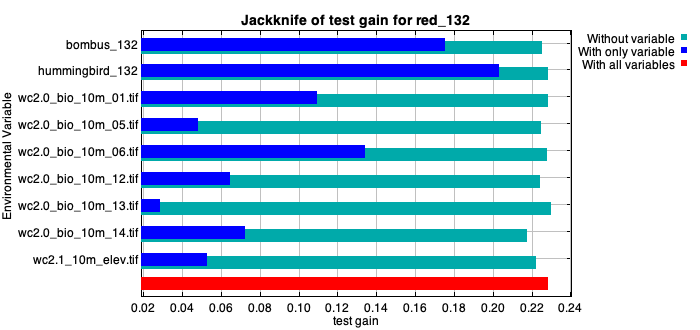 Jackknife of test gain for red_132
Without variable
With only variable
With all variables
Environmental Variable
bombus_132
hummingbird_132
wc2.0_bio_10m_01.tif
wc2.0_bio_10m_05.tif
wc2.0_bio_10m_06.tif
wc2.0_bio_10m_12.tif
wc2.0_bio_10m_13.tif
wc2.0_bio_10m_14.tif
wc2.1_10m_elev.tif
0.02 0.04 0.06 0.08 0.10 0.12 0.14 0.16 0.18 0.20 0.22 0.24
test gain